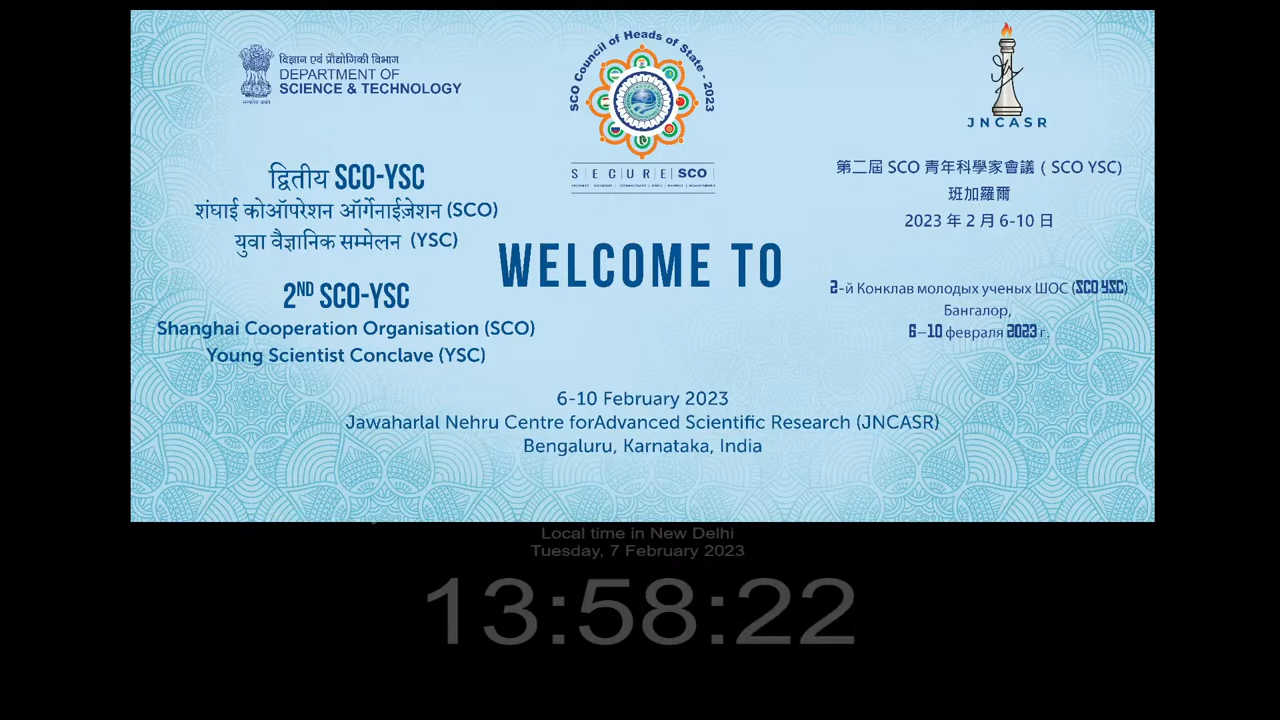 विज्ञान एवं प्रौद्योगिकी विभाग
DEPARTMENT OF
SCIENCE & TECHNOLOGY
सत्यमेव जयते
SCO Council of Heads of State - 2023
SECURE SCO
JNCASR
द्वितीय SCO-YSC
शंघाई कोऑपरेशन ऑर्गेनाईज़ेशन (SCO)
युवा वैज्ञानिक सम्मेलन (YSC)
2ND SCO-YSC
Shanghai Cooperation Organisation (SCO)
Young Scientist Conclave (YSC)
WELCOME TO
第二屆 SCO 青年科學家會議 ( SCO YSC)
班加羅爾
2023 年 2 月 6-10 日
2-й Конклав молодых ученых ШОС (SCO YSC)
Бангалор,
6–10 февраля 2023 г.
6-10 February 2023
Jawaharlal Nehru Centre forAdvanced Scientific Research (JNCASR)
Bengaluru, Karnataka, India
Local time in New Delhi
Tuesday, 7 February 2023
13:58:22